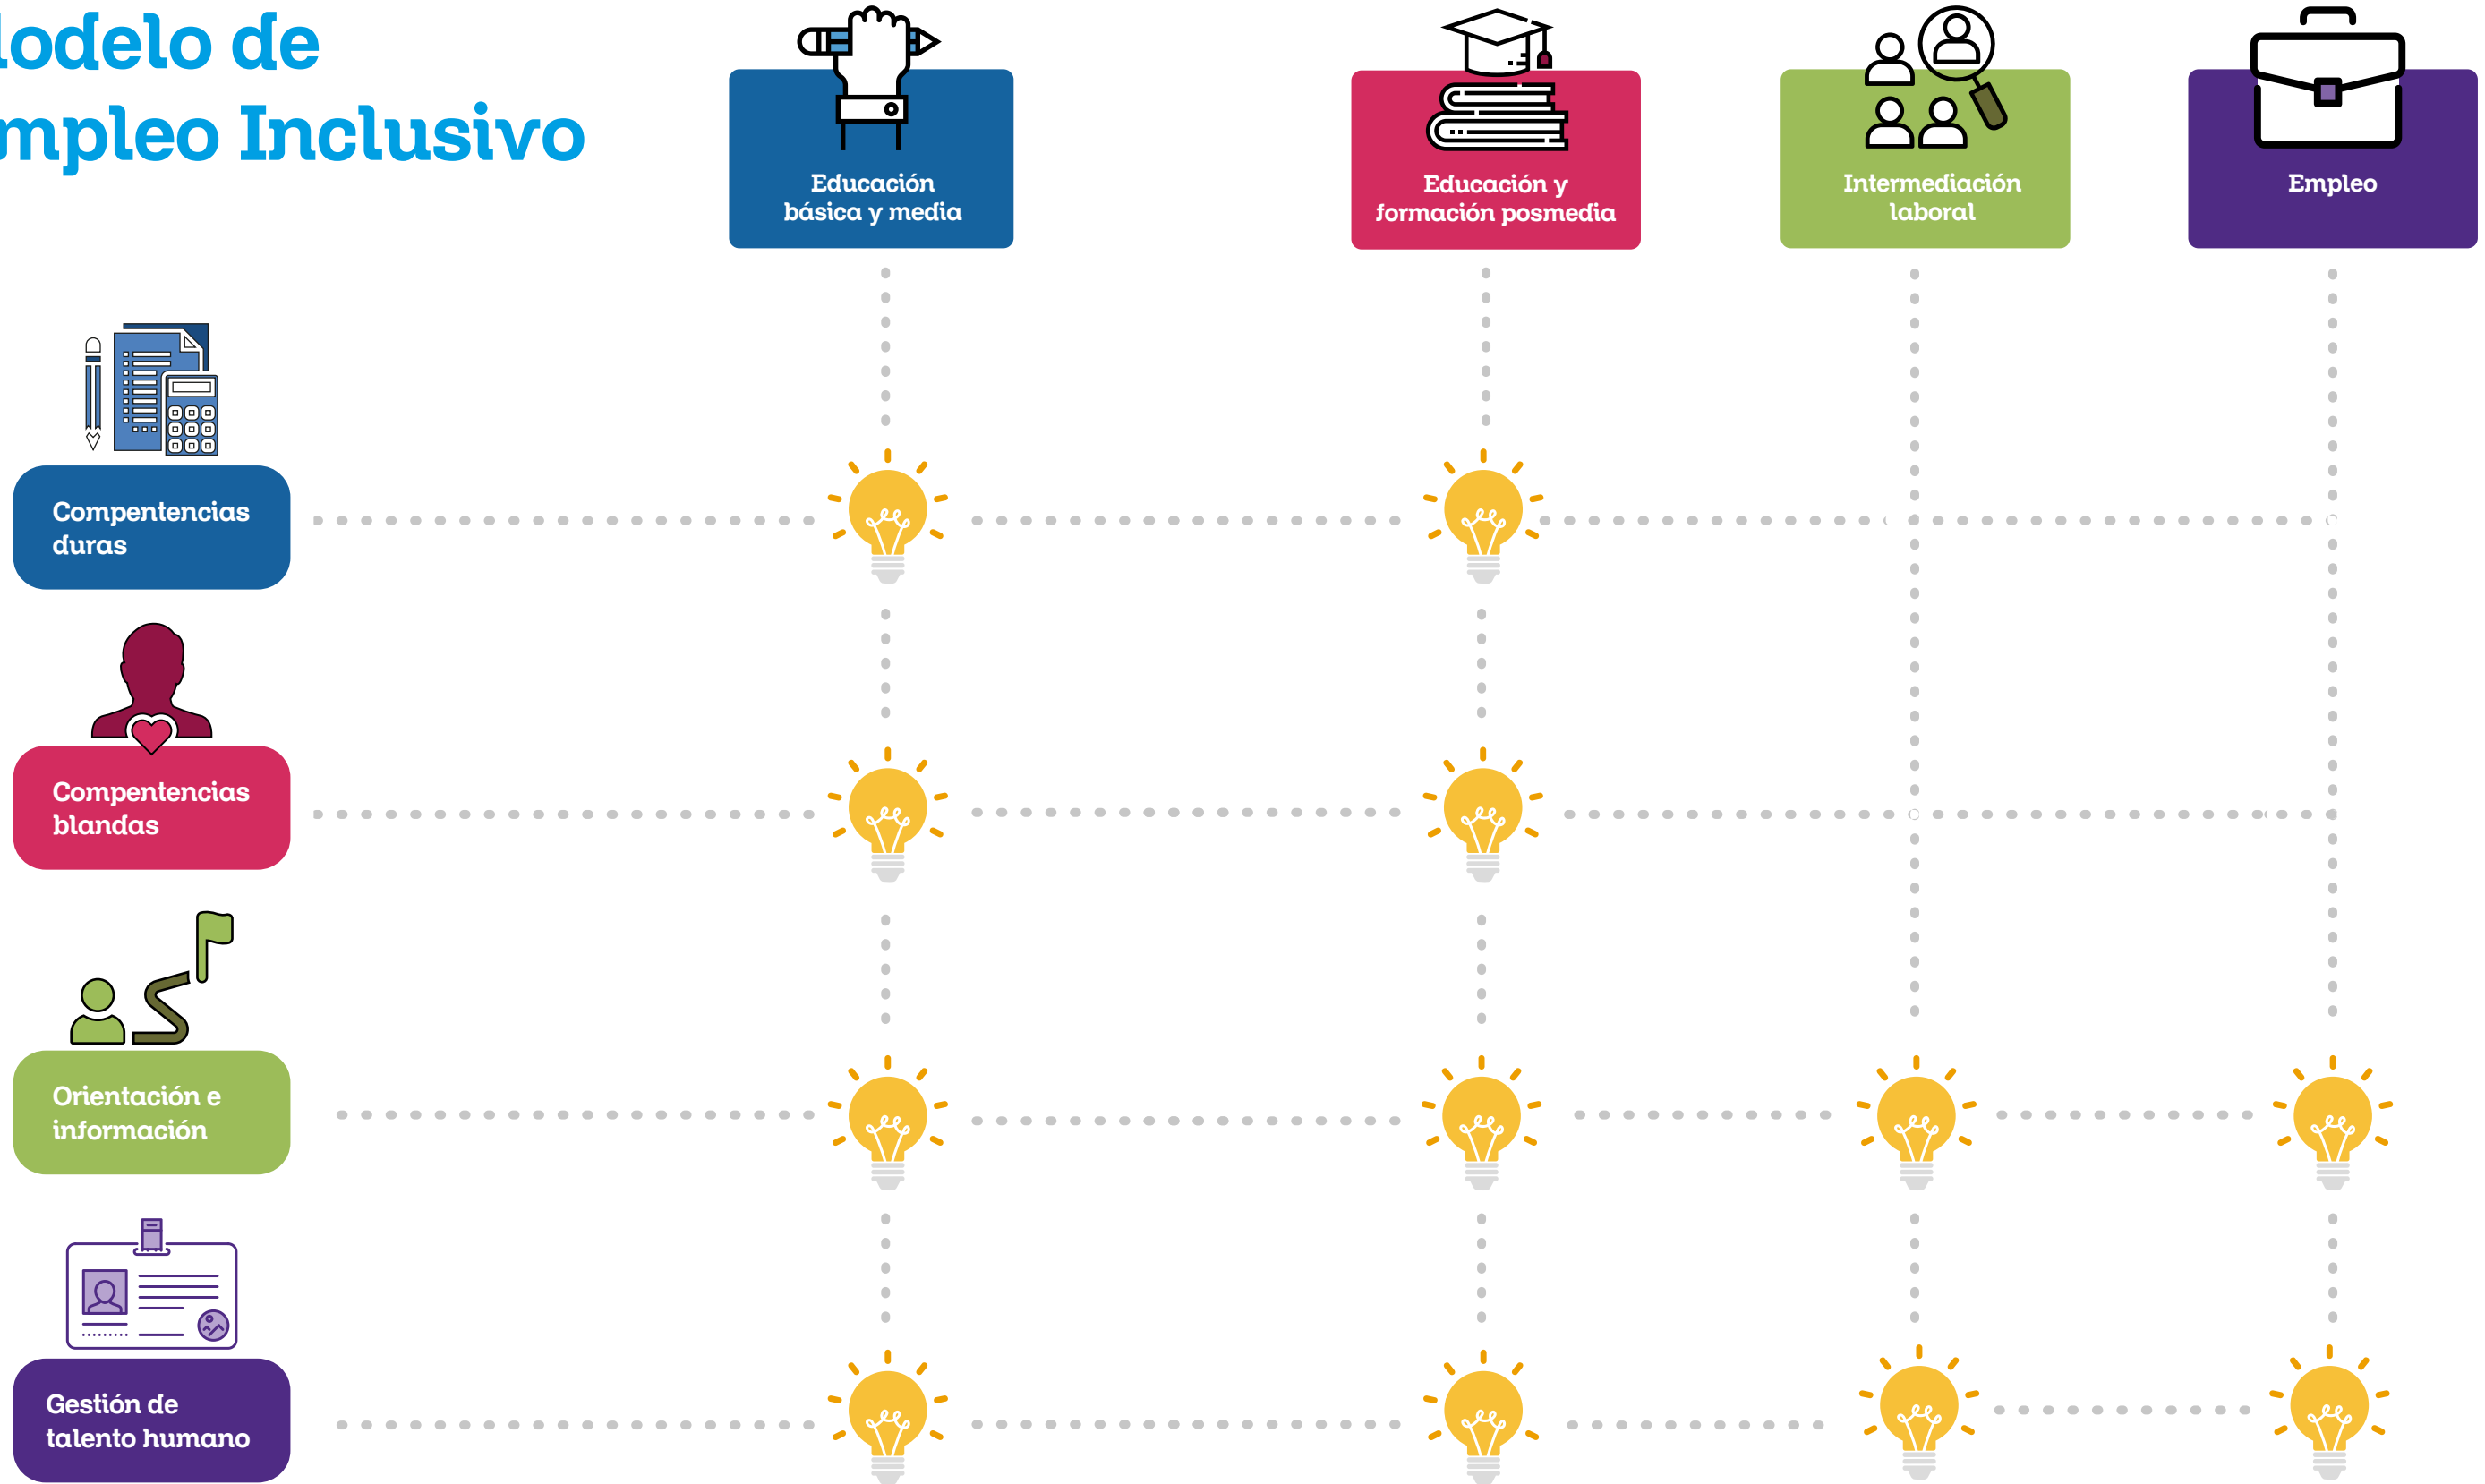 odelo de
mpleo Inclusivo
Educación
básica y media
Educación y
formación posmedia
Intermediación
laboral
Empleo
Compentencias
duras
Compentencias
blandas
Orientación e
información
Gestión de
talento humano